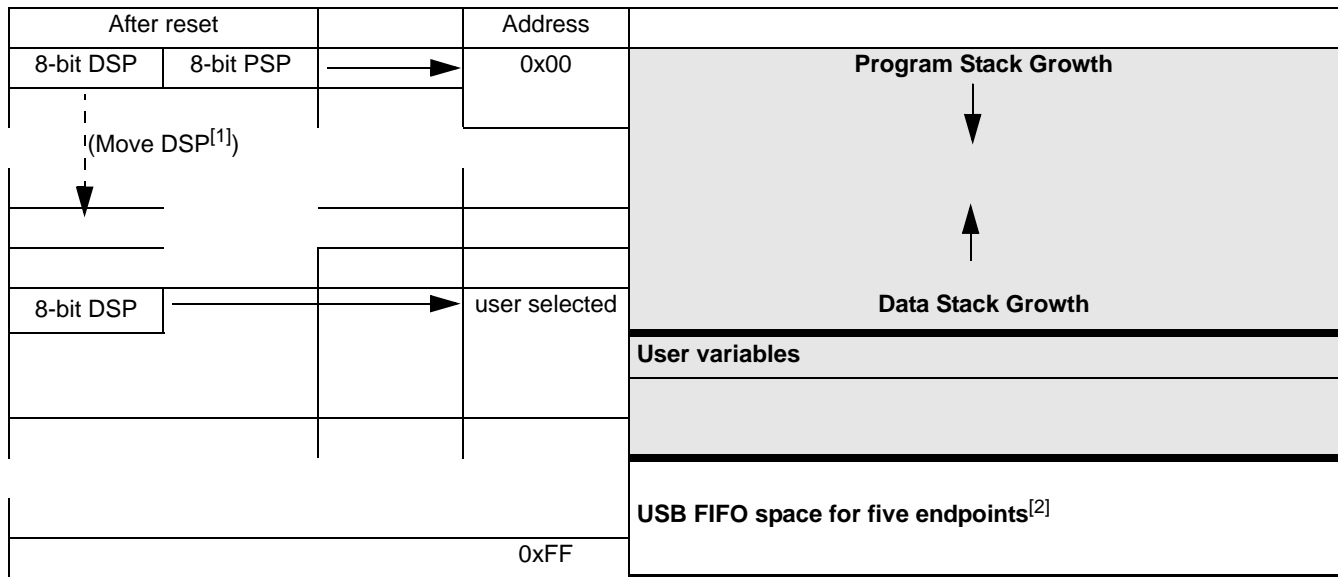 After reset Address
8-bit DSP 8-bit PSP 0x00 Program Stack Growth
(Move DSP[1])
8-bit DSP user selected Data Stack Growth
User variables
USB FIFO space for five endpoints[2]
0xFF